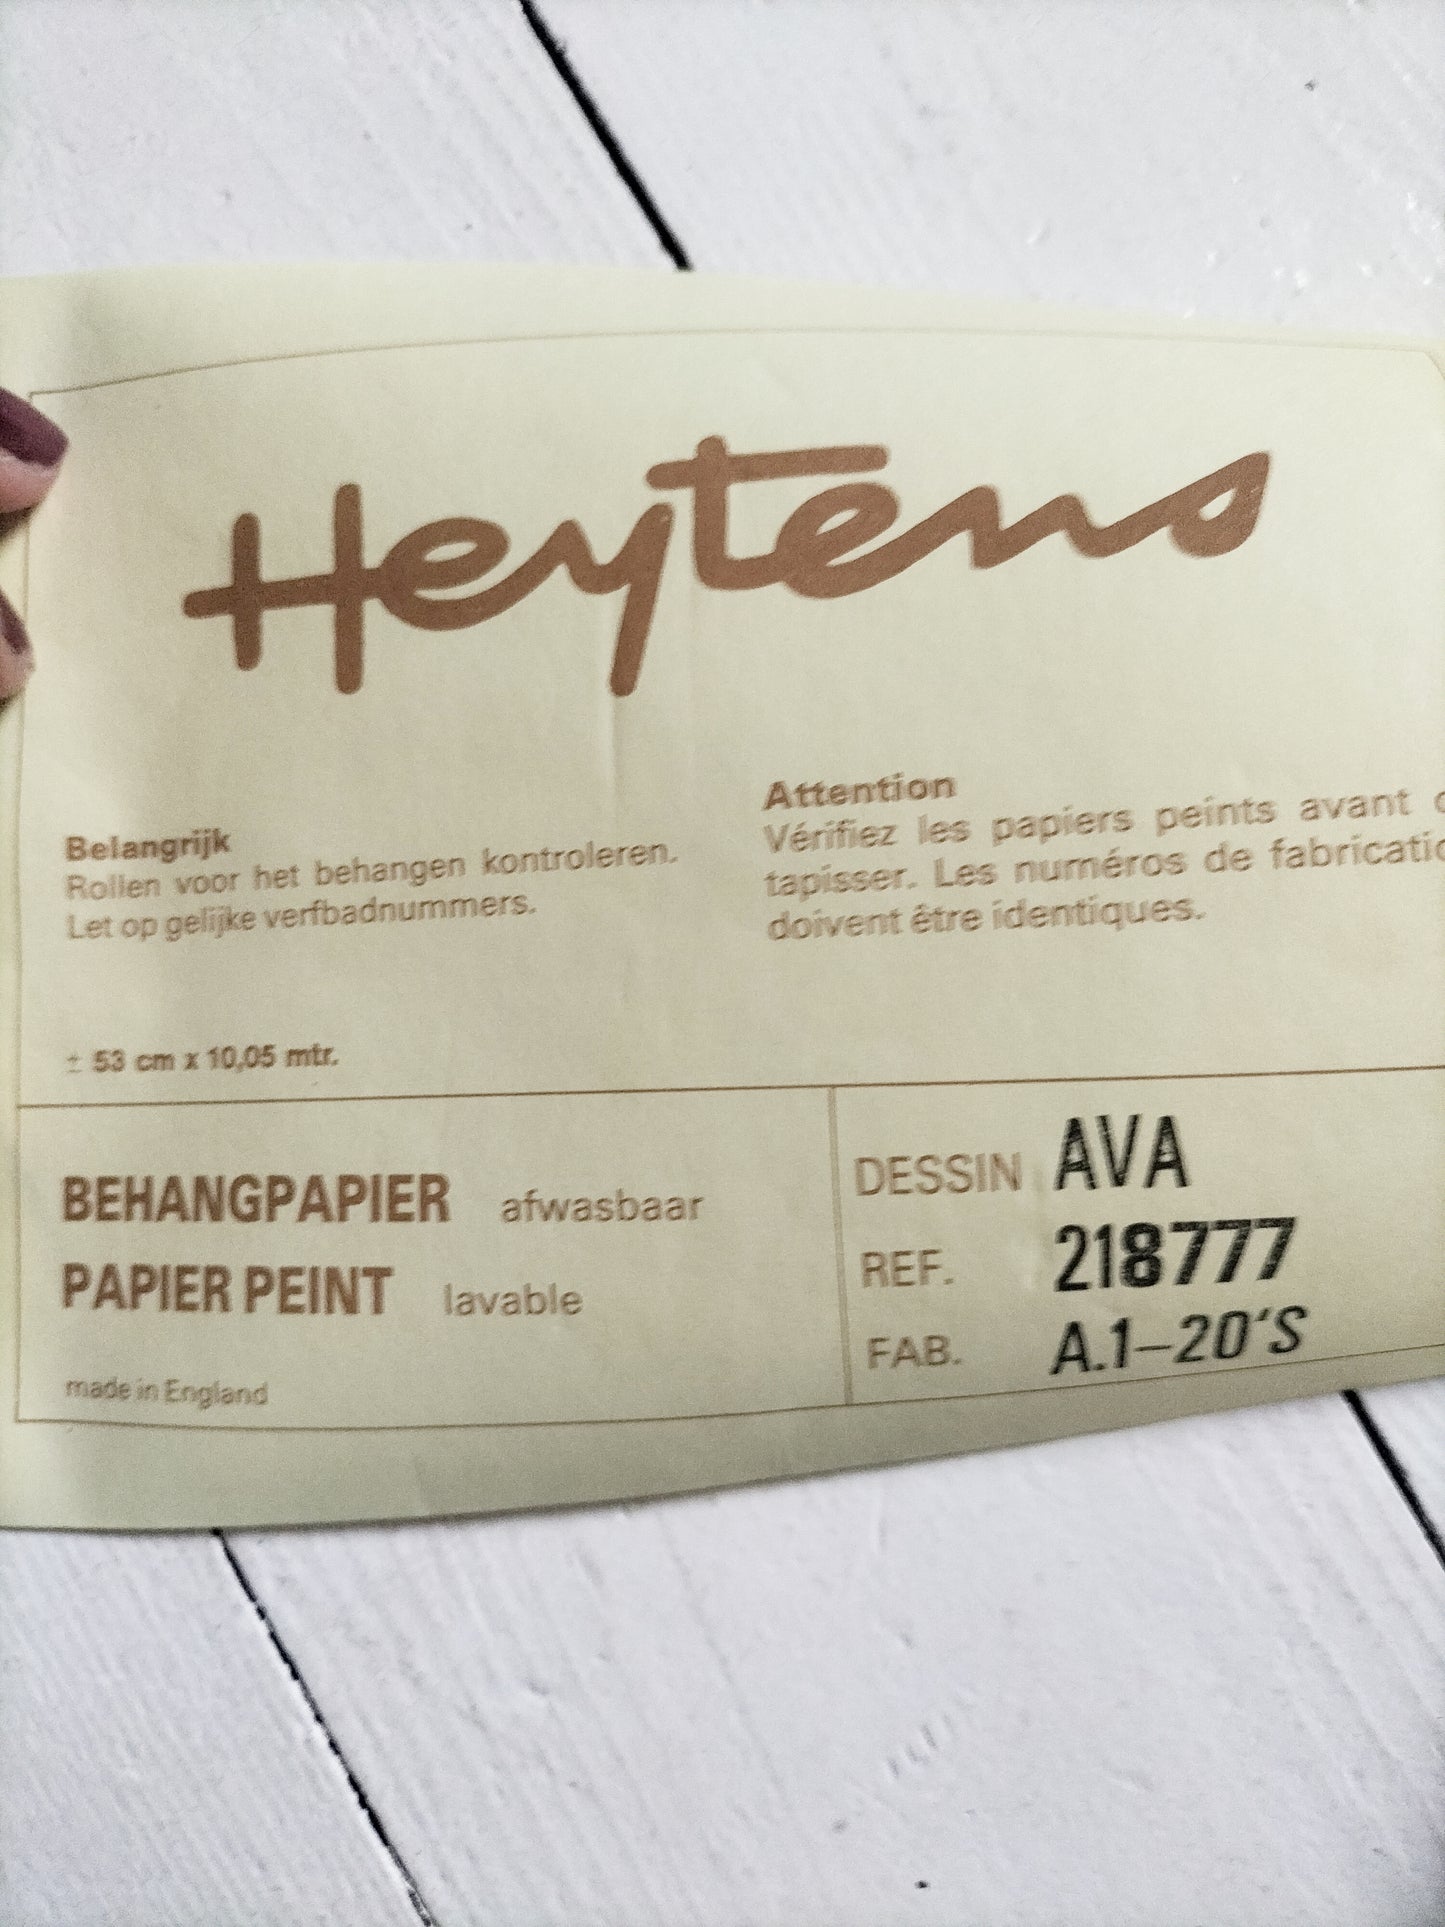 Heytens
Belangrijk
Rollen voor het behangen kontroleren.
Let op gelijke verfbadnummers.
Attention
Vérifiez les papiers peints avant
tapisser. Les numéros de
doivent être identiques.
± 53 cm x 10,05 mtr.
BEHANGPAPIER afwasbaar
PAPIER PEINT lavable
made in England
DESSIN AVA
REF. 218777
FAB. A.1-20'S